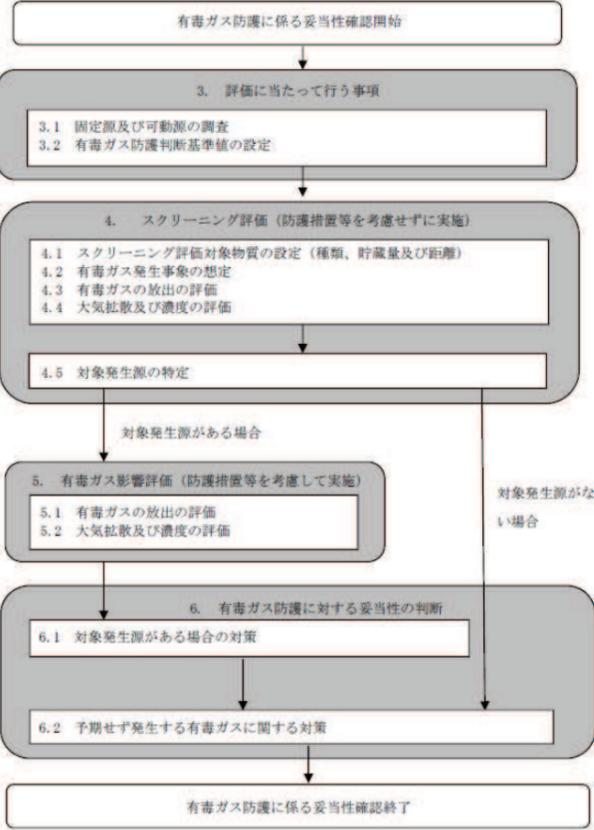 有毒ガス防護に係る妥当性確認開始
3. 評価に当たって行う事項
3.1 固定源及び可動源の調査
3.2 有毒ガス防護判断基準値の設定
4. スクリーニング評価（防護措置等を考慮せずに実施）
4.1 スクリーニング評価対象物質の設定（種類、貯蔵量及び距離）
4.2 有毒ガス発生事象の想定
4.3 有毒ガスの放出の評価
4.4 大気拡散及び濃度の評価
4.5 対象発生源の特定
対象発生源がある場合
5. 有毒ガス影響評価（防護措置等を考慮して実施）
5.1 有毒ガスの放出の評価
5.2 大気拡散及び濃度の評価
対象発生源がな
い場合
6. 有毒ガス防護に対する妥当性の判断
6.1 対象発生源がある場合の対策
6.2 予期せず発生する有毒ガスに関する対策
有毒ガス防護に係る妥当性確認終了